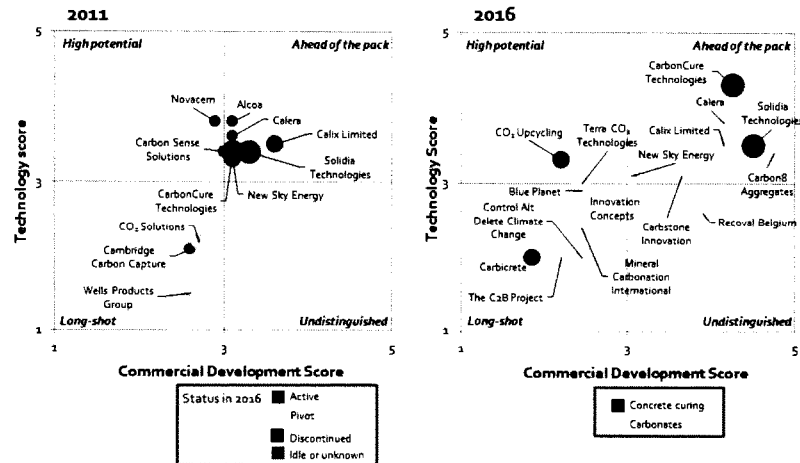 2011
5
High potential
Ahead of the pack
Novacem
Alcoa
Calera
Carbon Sense
Solutions
Calix Limited
Solidia
Technologies
CarbonCure
Technologies
New Sky Energy
CO₂ Solutions
Cambridge
Carbon Capture
Wells Products
Group
Technology score
3
1
Long-shot
Undistinguished
1
3
5
Commercial Development Score
Status in 2016
Active
Pivot
Discontinued
Idle or unknown
2016
5
High potential
Ahead of the pack
CarbonCure
Technologies
Calera
Solidia
Technologies
Terra CO₂
Technologies
Calix Limited
CO₂ Upcycling
New Sky Energy
Carbon8
Aggregates
Blue Planet
Control Alt
Delete Climate
Change
Innovation
Concepts
Carbstone
Innovation
Recoval Belgium
Carbicrete
Mineral
Carbonation
International
The C2B Project
Technology Score
3
1
Long-shot
Undistinguished
1
3
5
Commercial Development Score
Concrete curing
Carbonates